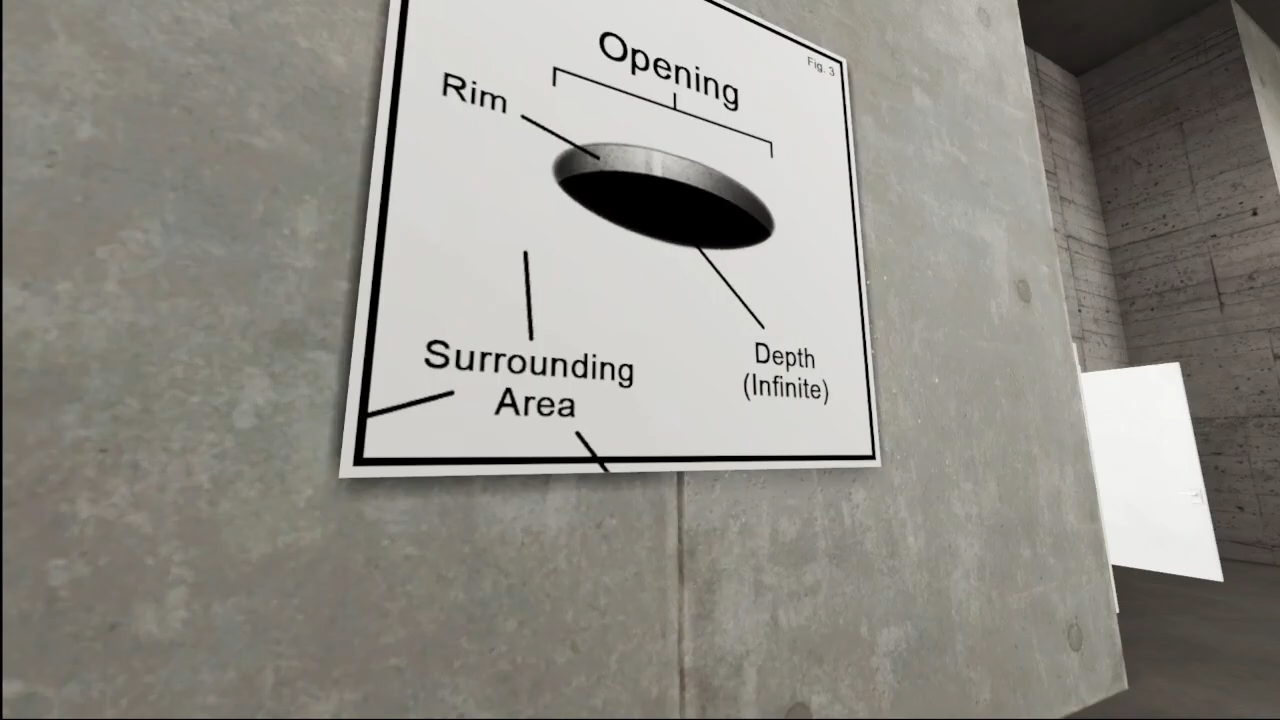 Fig. 3
Opening
Rim
Surrounding
Area
Depth
(Infinite)